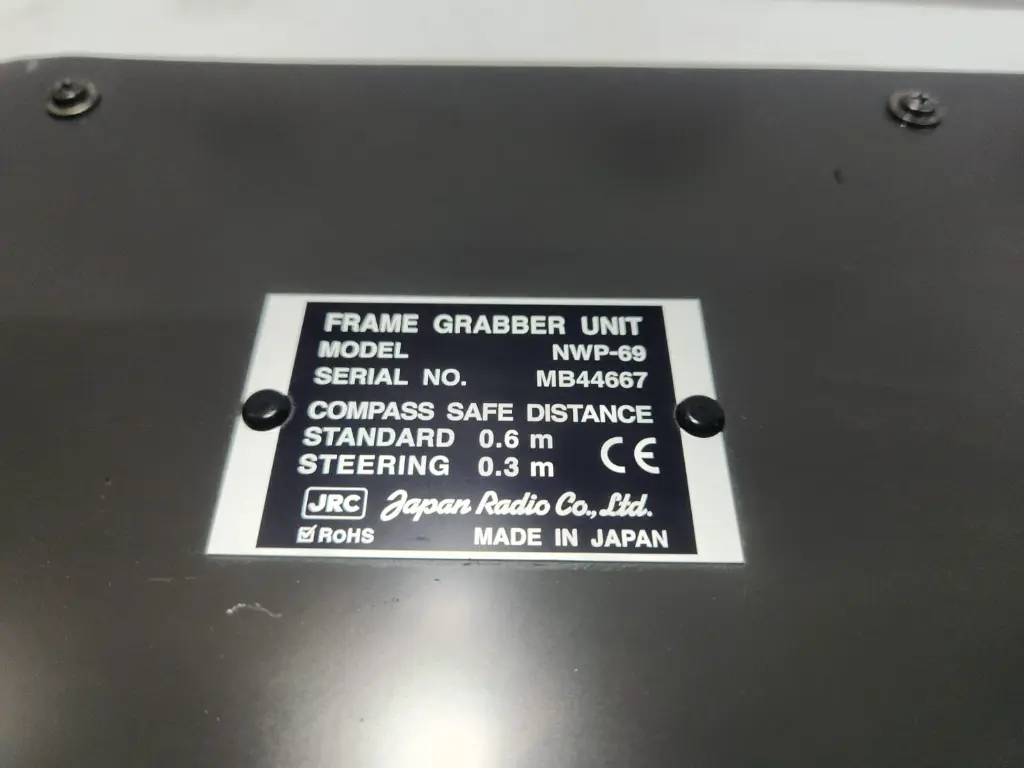 FRAME GRABBER UNIT
MODEL NWP-69
SERIAL NO. MB44667
COMPASS SAFE DISTANCE
STANDARD 0.6 m
STEERING 0.3 m CE
JRC Japan Radio Co., Ltd.
☑ RoHS MADE IN JAPAN